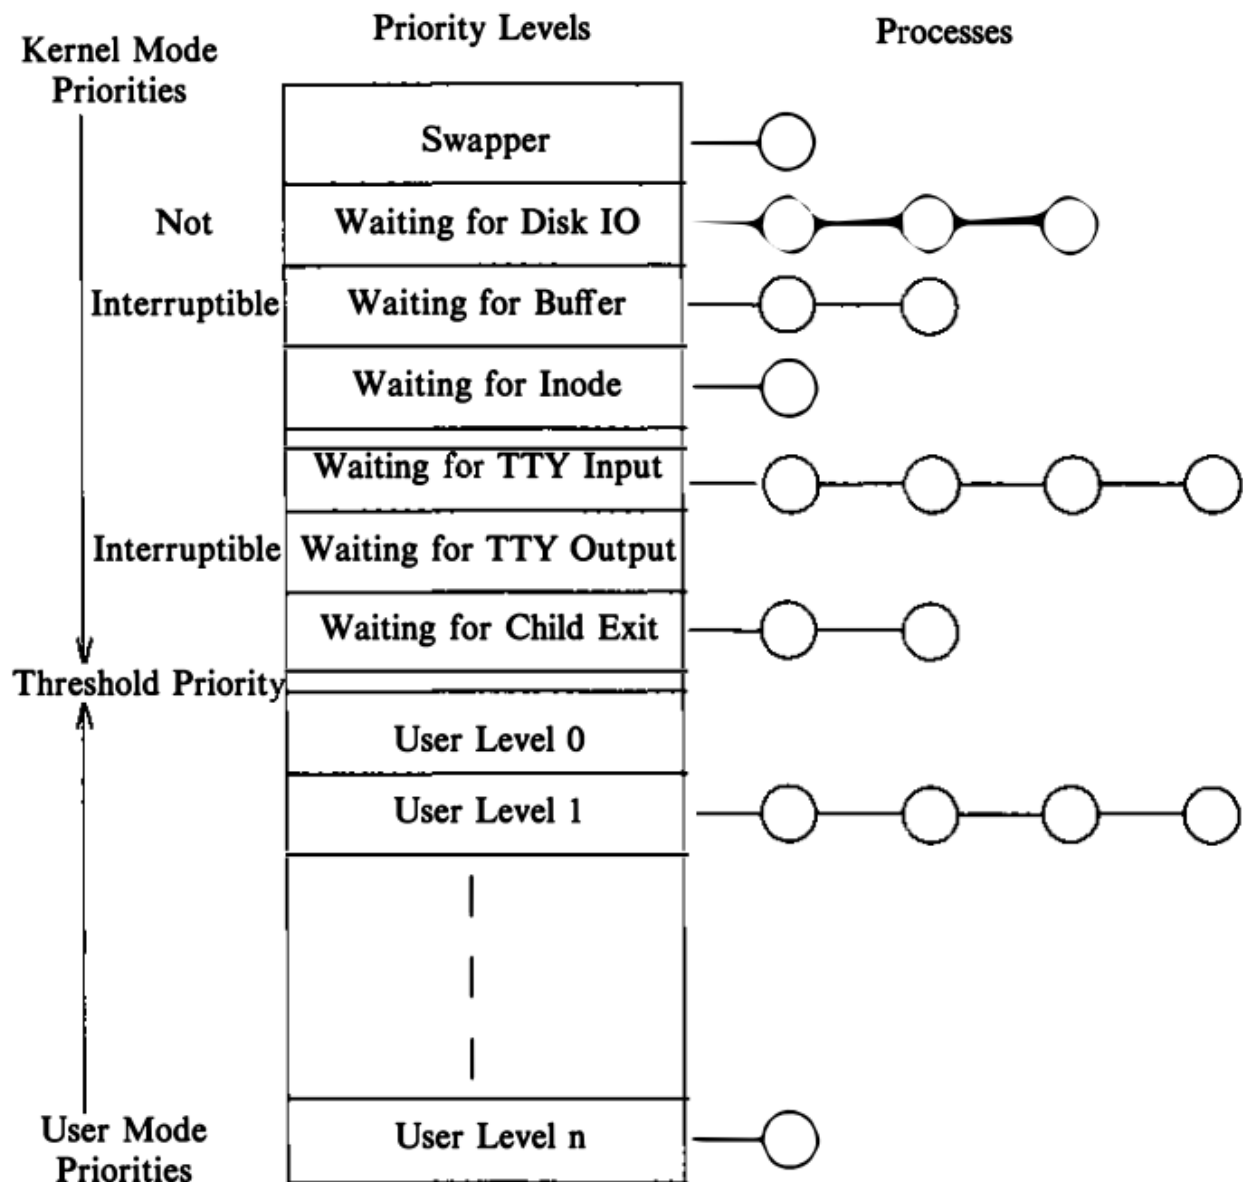 Priority Levels
Processes
Kernel Mode
Priorities
Swapper
Not
Waiting for Disk IO
Interruptible
Waiting for Buffer
Waiting for Inode
Waiting for TTY Input
Interruptible
Waiting for TTY Output
Waiting for Child Exit
Threshold Priority
User Level 0
User Level 1
User Level n
User Mode
Priorities